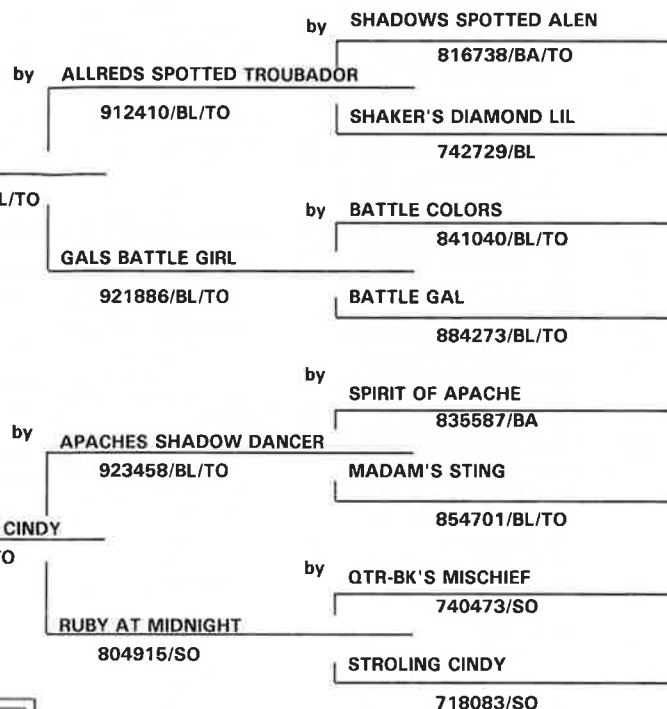 by SHADOWS SPOTTED ALEN
816738/BA/TO
by ALLREDS SPOTTED TROUBADOR
912410/BL/TO
SHAKER'S DIAMOND LIL
742729/BL
L/TO
by BATTLE COLORS
841040/BL/TO
GALS BATTLE GIRL
921886/BL/TO
BATTLE GAL
884273/BL/TO
by
SPIRIT OF APACHE
835587/BA
by APACHES SHADOW DANCER
923458/BL/TO
MADAM'S STING
854701/BL/TO
CINDY
O
by QTR-BK'S MISCHIEF
740473/SO
RUBY AT MIDNIGHT
804915/SO
STROLING CINDY
718083/SO